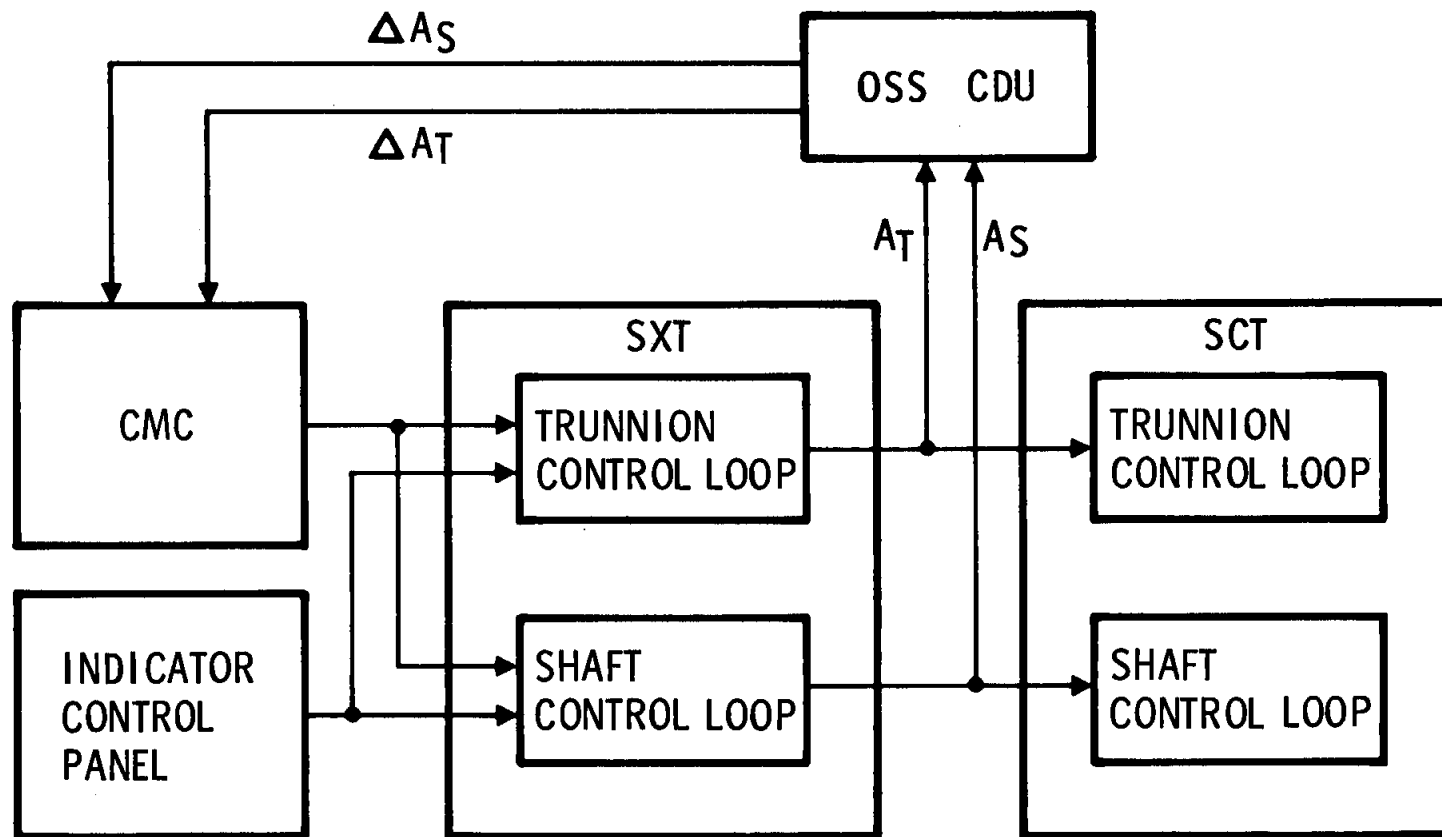 ΔAS
OSS CDU
ΔAT
AT
AS
SXT
SCT
CMC
TRUNNION
CONTROL LOOP
TRUNNION
CONTROL LOOP
INDICATOR
CONTROL
PANEL
SHAFT
CONTROL LOOP
SHAFT
CONTROL LOOP